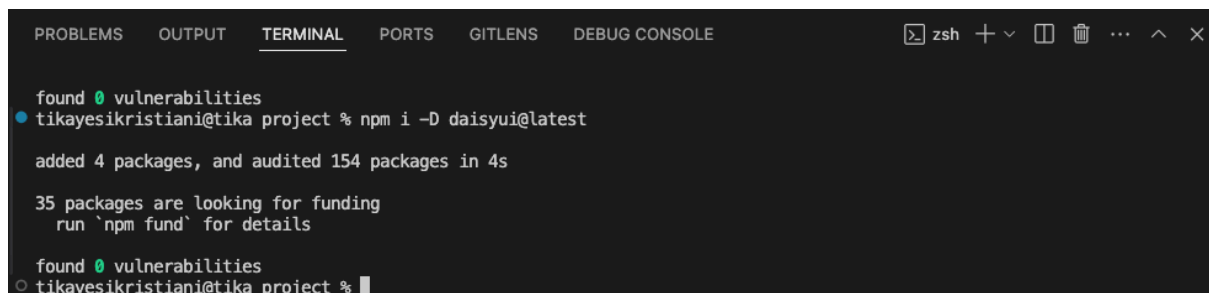 PROBLEMS OUTPUT TERMINAL PORTS GITLENS DEBUG CONSOLE zsh
found 0 vulnerabilities
tikayesikristiani@tika project % npm i -D daisyui@latest
added 4 packages, and audited 154 packages in 4s
35 packages are looking for funding
run `npm fund` for details
found 0 vulnerabilities
tikayesikristiani@tika project %